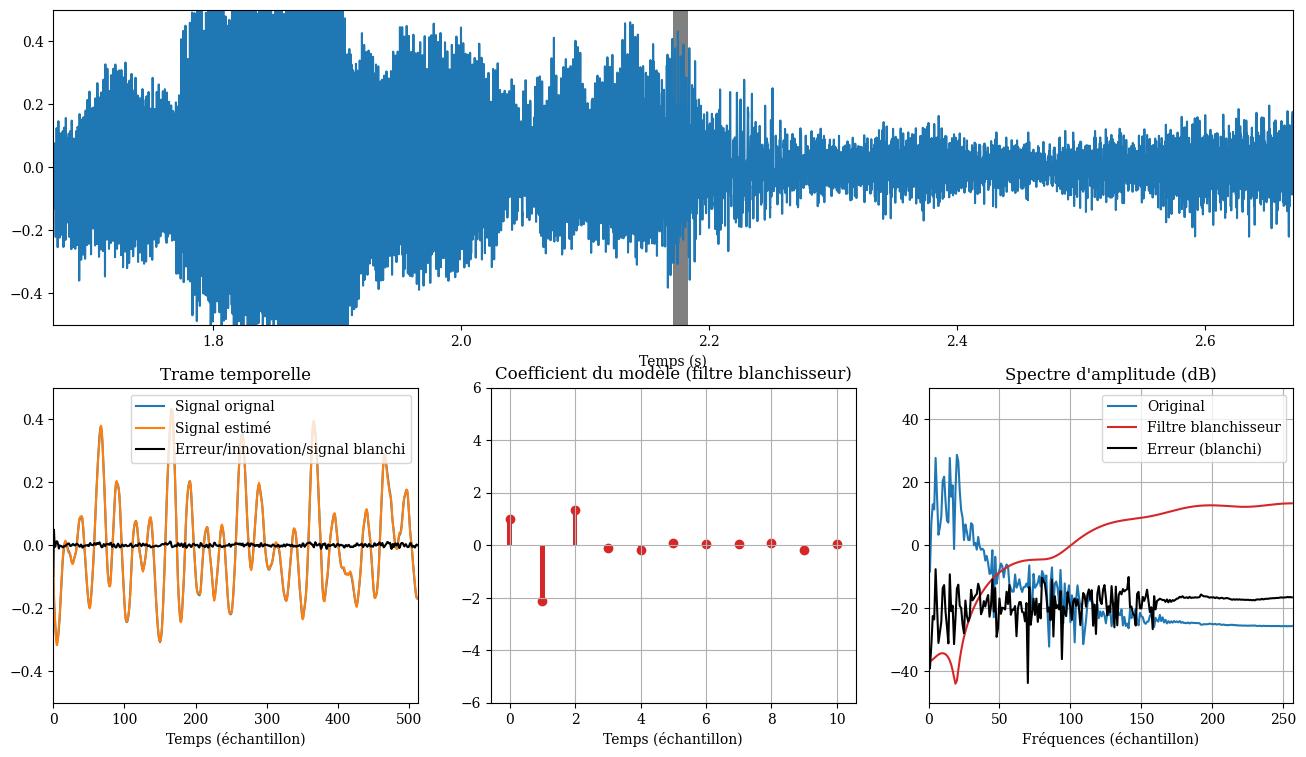 0.4
0.2
0.0
−0.2
−0.4
1.8 2.0 2.2 2.4 2.6
Temps (s)
Trame temporelle
Signal orignal
Signal estimé
Erreur/innovation/signal blanchi
0.4
0.2
0.0
−0.2
−0.4
0 100 200 300 400 500
Temps (échantillon)
Coefficient du modèle (filtre blanchisseur)
6
4
2
0
−2
−4
−6
0 2 4 6 8 10
Temps (échantillon)
Spectre d'amplitude (dB)
Original
Filtre blanchisseur
Erreur (blanchi)
40
20
0
−20
−40
0 50 100 150 200 250
Fréquences (échantillon)